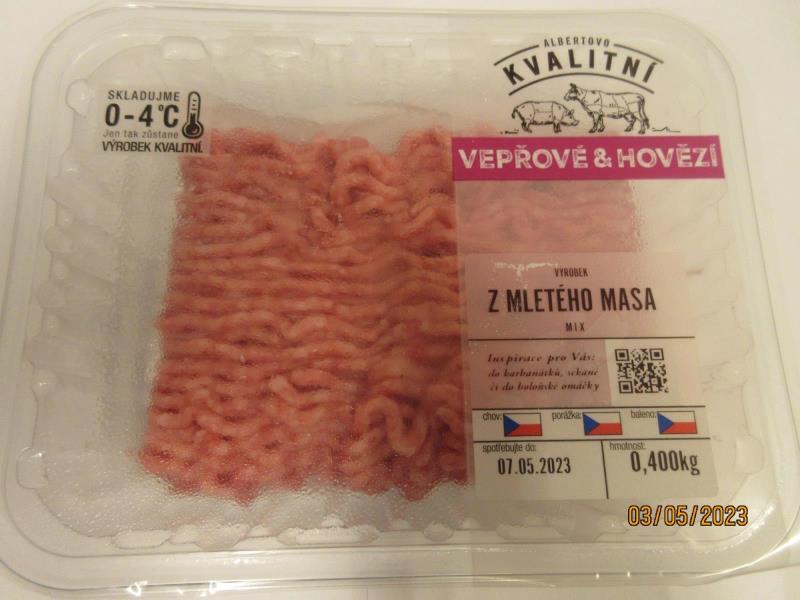 ALBERTOVO
KVALITNÍ
SKLADUJME
0-4°C
Jen tak zůstane
VÝROBEK KVALITNÍ.
VEPŘOVÉ & HOVĚZÍ
VÝROBEK
Z MLETÉHO MASA
MIX
Inspirace pro Vás:
do karbanátků, sekané
či do boloňské omáčky
chov: porážka: baleno:
spotřebujte do: hmotnost:
07.05.2023 0,400kg
03/05/2023